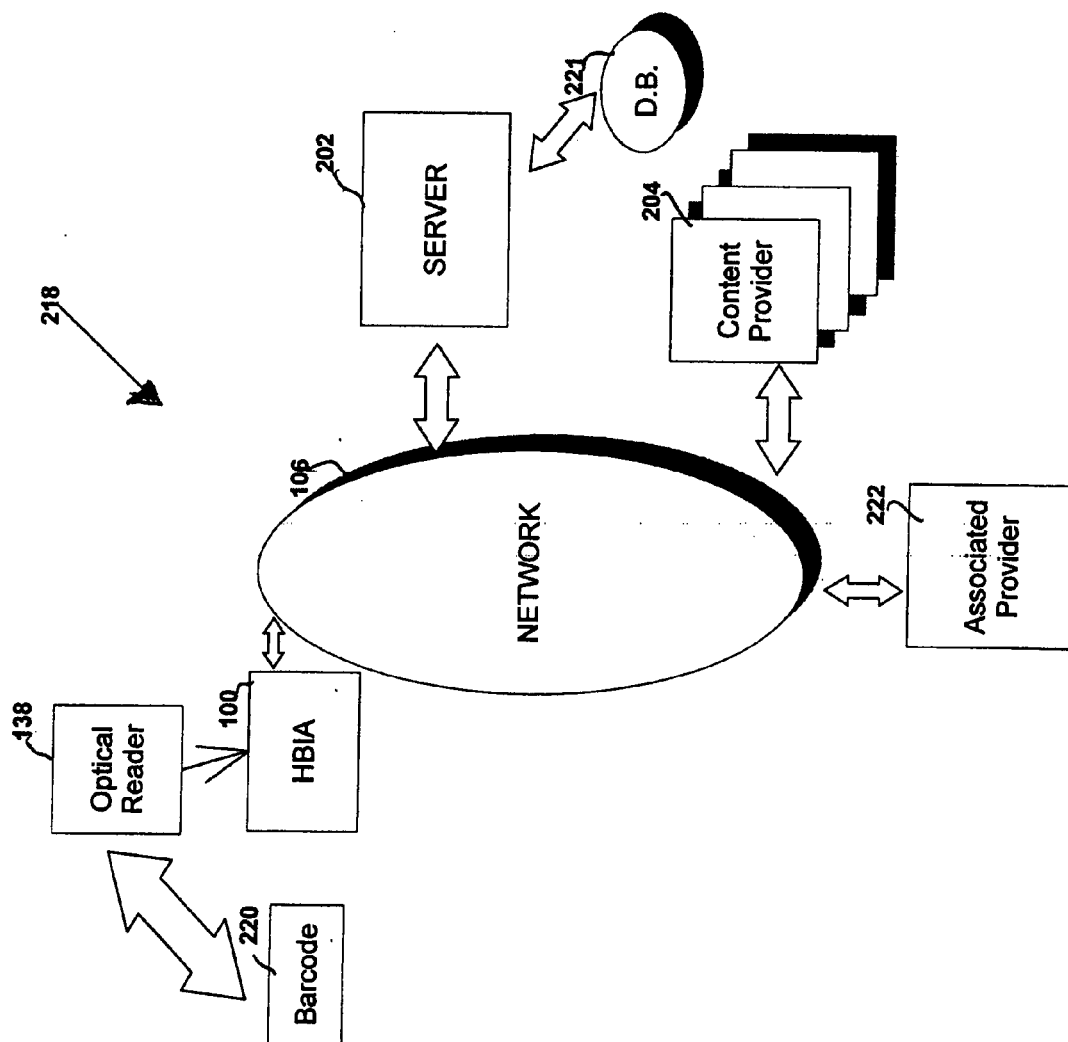 218
138
Optical
Reader
220
Barcode
100
HBIA
106
NETWORK
202
SERVER
221
D.B.
204
Content
Provider
222
Associated
Provider